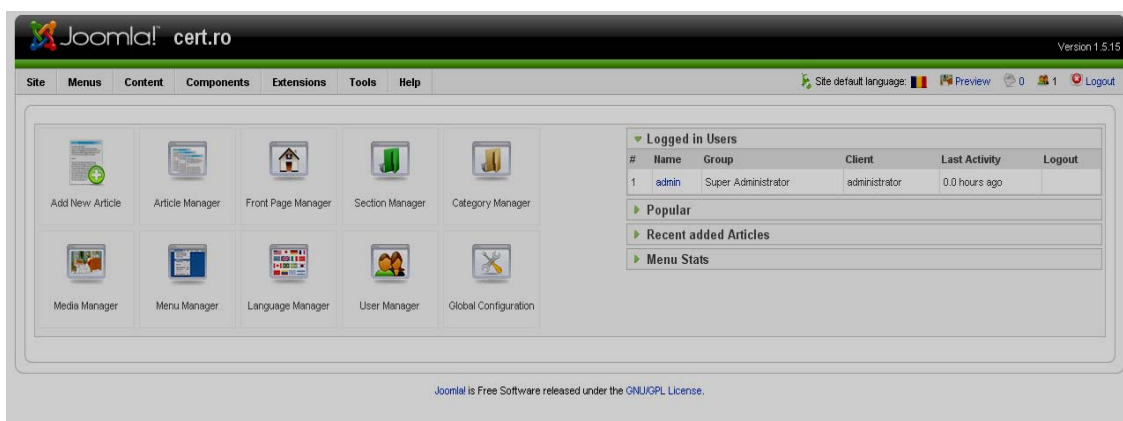 Joomla! cert.ro
Version 1.5.15
Site Menus Content Components Extensions Tools Help Site default language: Preview 0 1 Logout
Logged in Users
# Name Group Client Last Activity Logout
1 admin Super Administrator administrator 0.0 hours ago
Popular
Recent added Articles
Menu Stats
Add New Article Article Manager Front Page Manager Section Manager Category Manager
Media Manager Menu Manager Language Manager User Manager Global Configuration
Joomla! is Free Software released under the GNU/GPL License.